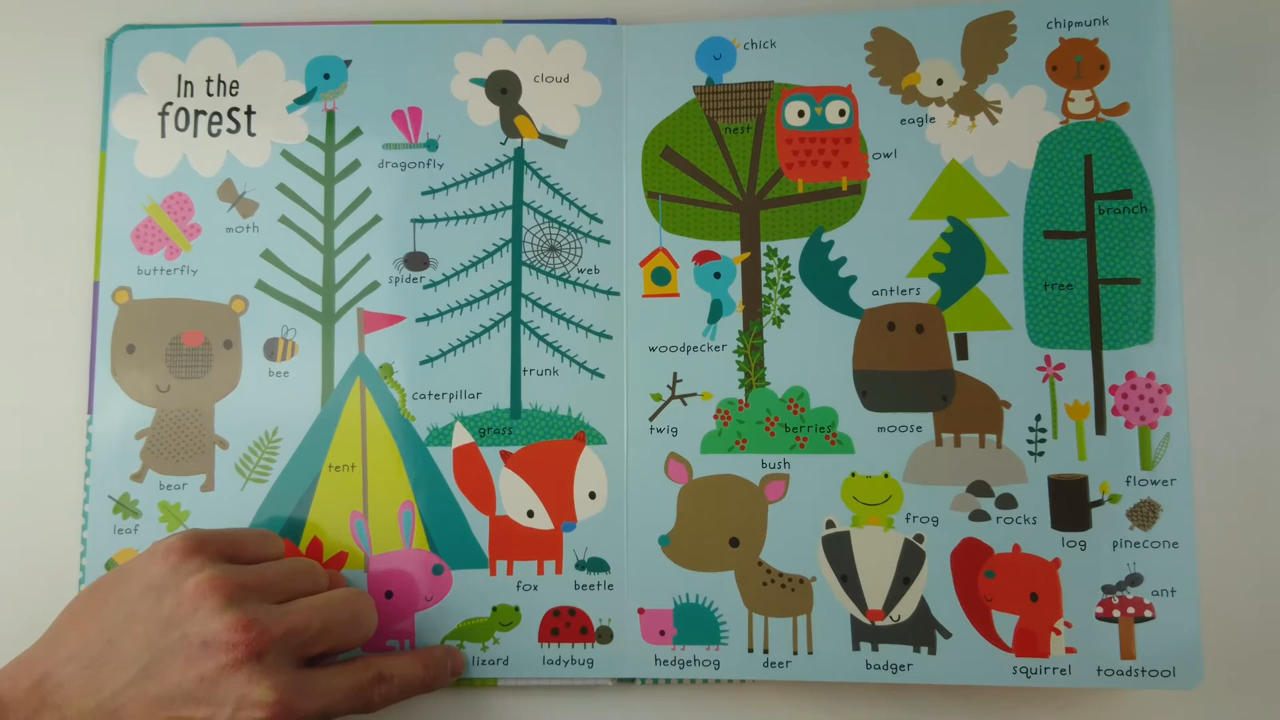 In the
forest
cloud
dragonfly
moth
butterfly
spider
web
bee
caterpillar
trunk
grass
tent
bear
leaf
fox
beetle
lizard
ladybug
chick
chipmunk
nest
eagle
owl
branch
antlers
tree
woodpecker
twig
berries
moose
bush
flower
frog
rocks
log
pinecone
ant
hedgehog
deer
badger
squirrel
toadstool